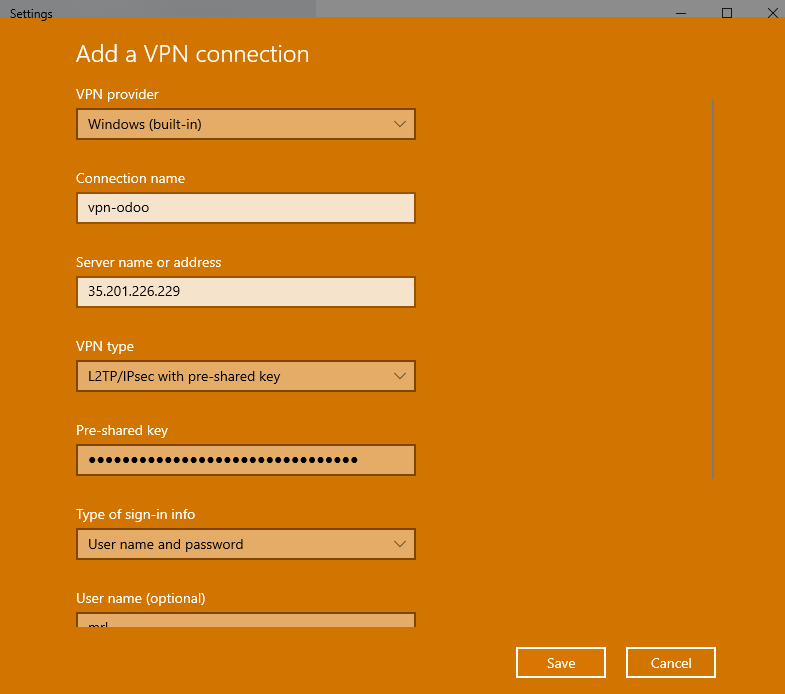 Settings
Add a VPN connection
VPN provider
Windows (built-in)
Connection name
vpn-odoo
Server name or address
35.201.226.229
VPN type
L2TP/IPsec with pre-shared key
Pre-shared key
••••••••••••••••••••••••••••••••
Type of sign-in info
User name and password
User name (optional)
Save
Cancel